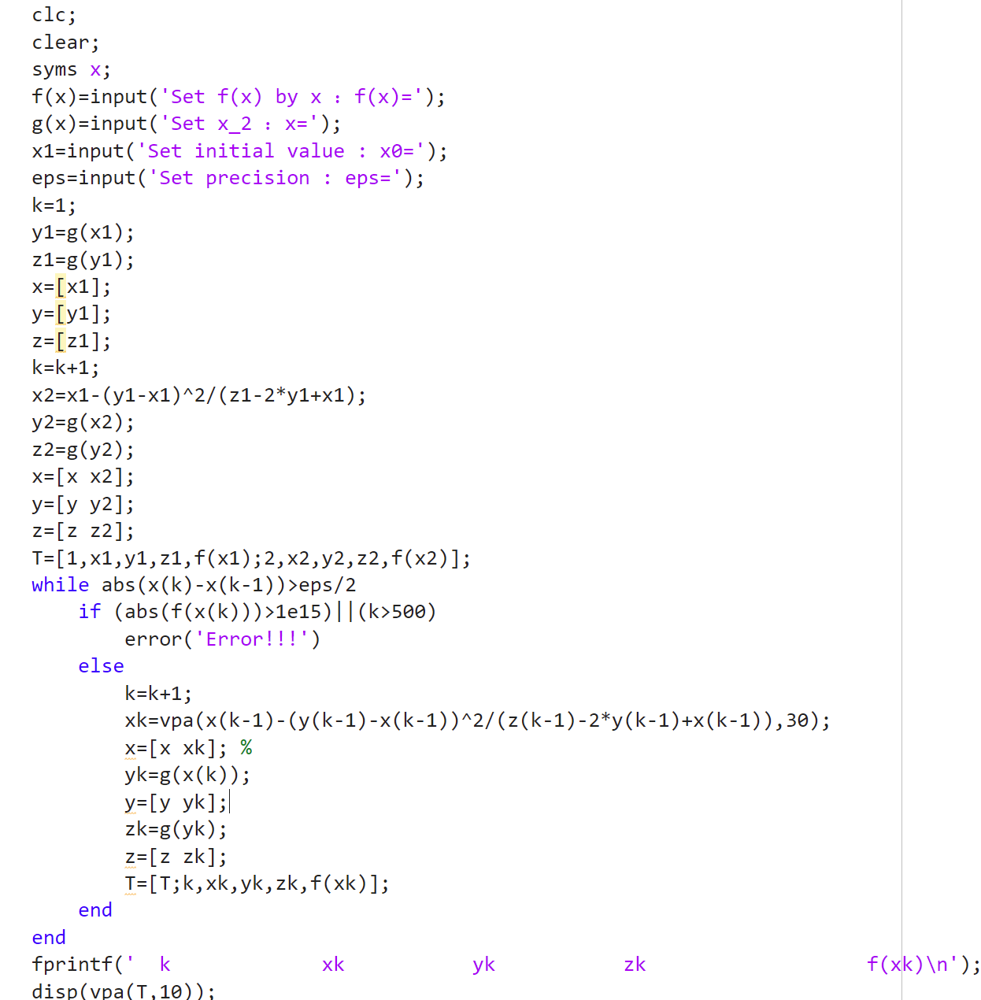 clc;
clear;
syms x;
f(x)=input('Set f(x) by x : f(x)=');
g(x)=input('Set x_2 : x=');
x1=input('Set initial value : x0=');
eps=input('Set precision : eps=');
k=1;
y1=g(x1);
z1=g(y1);
x=[x1];
y=[y1];
z=[z1];
k=k+1;
x2=x1-(y1-x1)^2/(z1-2*y1+x1);
y2=g(x2);
z2=g(y2);
x=[x x2];
y=[y y2];
z=[z z2];
T=[1,x1,y1,z1,f(x1);2,x2,y2,z2,f(x2)];
while abs(x(k)-x(k-1))>eps/2
    if (abs(f(x(k)))>1e15)||(k>500)
        error('Error!!!')
    else
        k=k+1;
        xk=vpa(x(k-1)-(y(k-1)-x(k-1))^2/(z(k-1)-2*y(k-1)+x(k-1)),30);
        x=[x xk]; %
        yk=g(x(k));
        y=[y yk];
        zk=g(yk);
        z=[z zk];
        T=[T;k,xk,yk,zk,f(xk)];
    end
end
fprintf('  k             xk           yk           zk                   f(xk)\n');
disp(vpa(T,10));